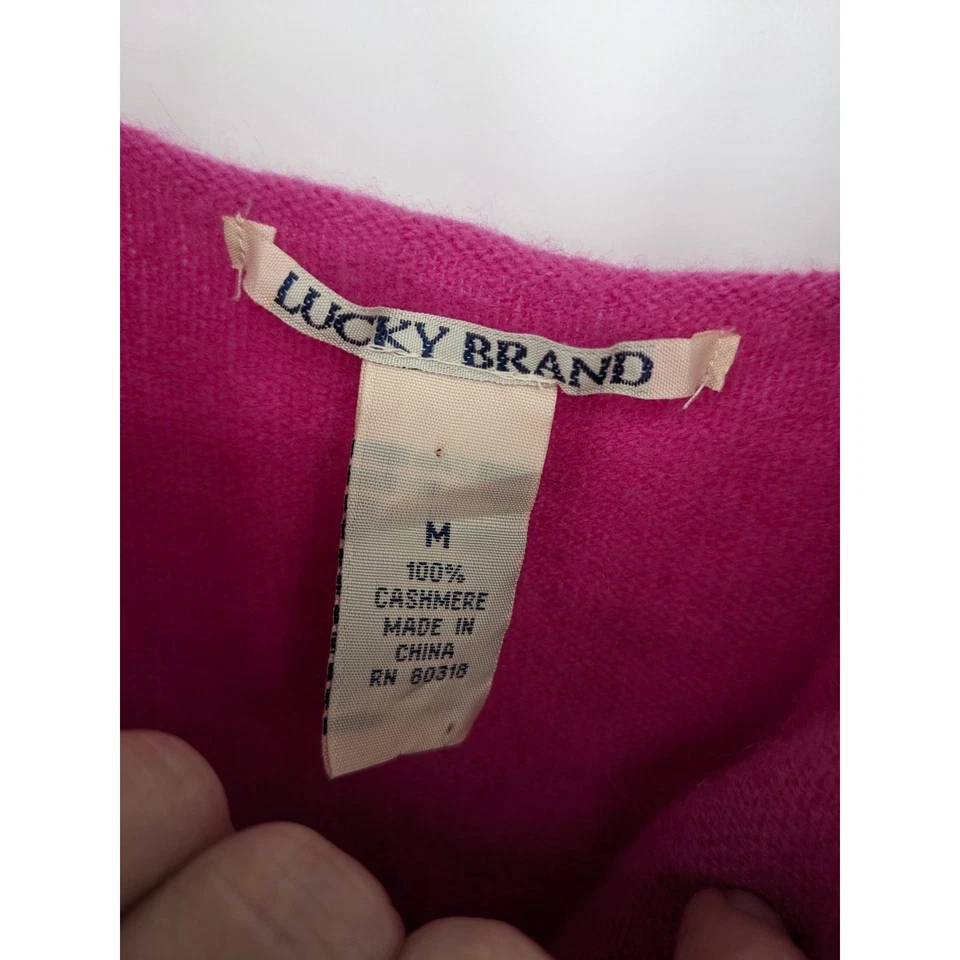 LUCKY BRAND
M
100%
CASHMERE
MADE IN
CHINA
RN 80318